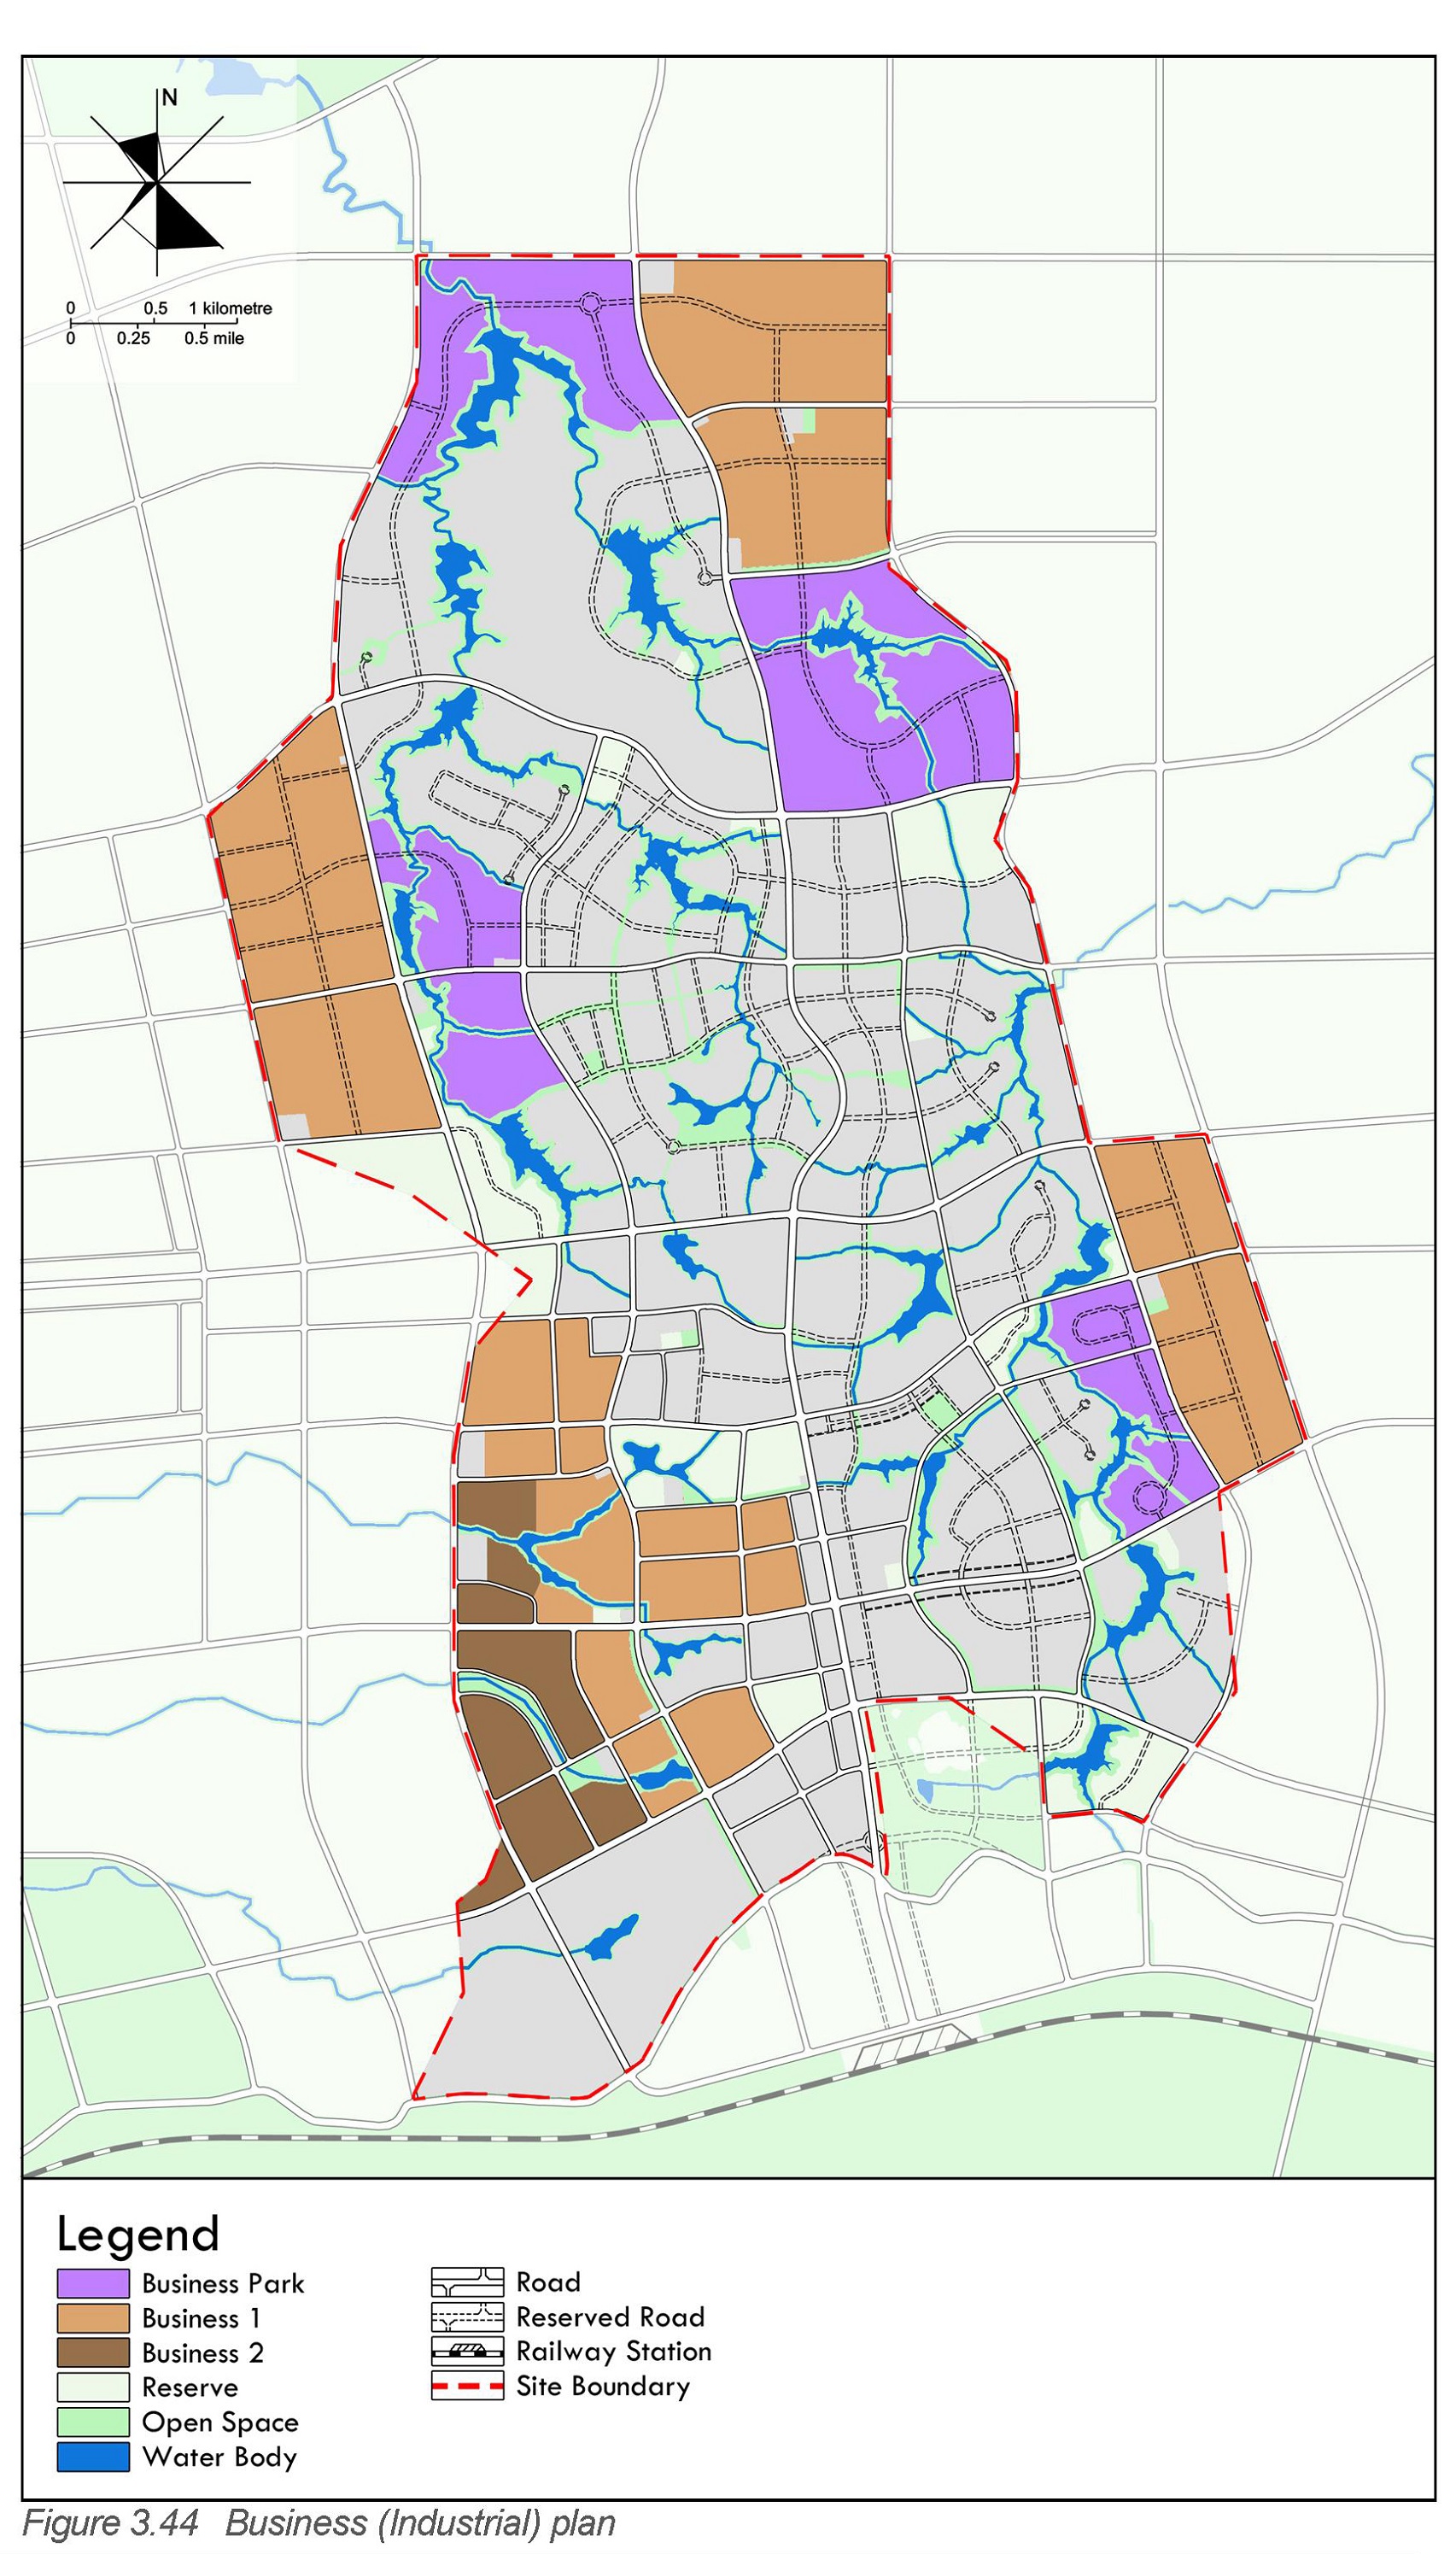 N
0 0.5 1 kilometre
0 0.25 0.5 mile
Legend
Business Park
Business 1
Business 2
Reserve
Open Space
Water Body
Road
Reserved Road
Railway Station
Site Boundary
Figure 3.44 Business (Industrial) plan